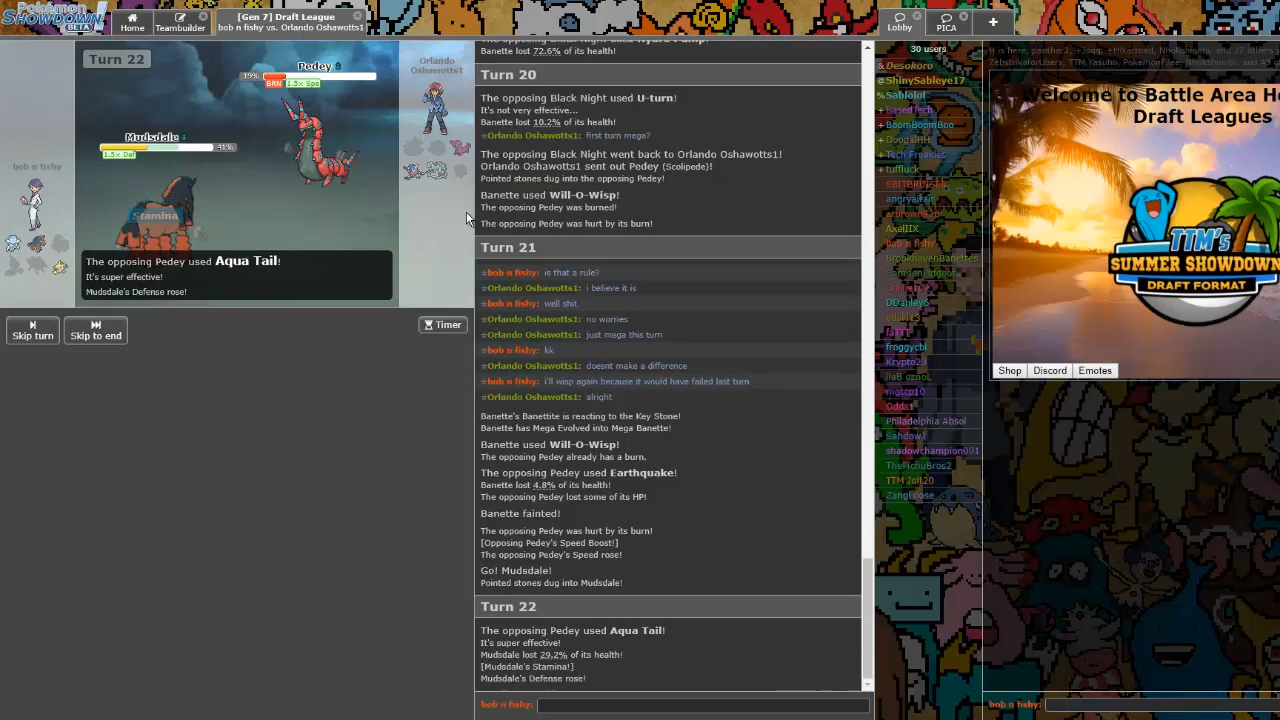 Pokémon
SHOWDOWN!
BETA
Home
Teambuilder
[Gen 7] Draft League
bob n fishy vs. Orlando Oshawotts1
Lobby
PICA
Turn 22
Pedey
19%
BRN
1.5× Spe
Mudsdale
41%
1.5× Def
Orlando
Oshawotts1
bob n fishy
Stamina
The opposing Pedey used Aqua Tail!
It's super effective!
Mudsdale's Defense rose!
Skip turn
Skip to end
Timer
Banette lost 72.6% of its health!
Turn 20
The opposing Black Night used U-turn!
It's not very effective...
Banette lost 10.2% of its health!
☆Orlando Oshawotts1: first turn mega?
The opposing Black Night went back to Orlando Oshawotts1!
Orlando Oshawotts1 sent out Pedey (Scolipede)!
Pointed stones dug into the opposing Pedey!
Banette used Will-O-Wisp!
The opposing Pedey was burned!
The opposing Pedey was hurt by its burn!
Turn 21
☆bob n fishy: is that a rule?
☆Orlando Oshawotts1: i believe it is
☆bob n fishy: well shit
☆Orlando Oshawotts1: no worries
☆Orlando Oshawotts1: just mega this turn
☆bob n fishy: kk
☆Orlando Oshawotts1: doesnt make a difference
☆bob n fishy: i'll wisp again because it would have failed last turn
☆Orlando Oshawotts1: alright
Banette's Banettite is reacting to the Key Stone!
Banette has Mega Evolved into Mega Banette!
Banette used Will-O-Wisp!
The opposing Pedey already has a burn.
The opposing Pedey used Earthquake!
Banette lost 4.8% of its health!
The opposing Pedey lost some of its HP!
Banette fainted!
The opposing Pedey was hurt by its burn!
[Opposing Pedey's Speed Boost!]
The opposing Pedey's Speed rose!
Go! Mudsdale!
Pointed stones dug into Mudsdale!
Turn 22
The opposing Pedey used Aqua Tail!
It's super effective!
Mudsdale lost 29.2% of its health!
[Mudsdale's Stamina!]
Mudsdale's Defense rose!
bob n fishy:
30 users
&Desokoro
@ShinySableye17
%Sablolol
+BasedTech
+BoomBoomBoo
+DoogalHH
+Tech Freakies
+tuffluck
8BITBRUISER
angryalfair
arbrown426
AxelIIX
bob n fishy
BrookhavenBanettes
DDanley6
froggycbl
Krypto23
mgtcp10
Odds1
Philadelphia Absol
Sahdow1
shadowchampion001
ThePichuBros2
TTM Jolt20
ZangLoose
Welcome to Battle Area Ho
Draft Leagues
TTM's
SUMMER SHOWDOWN
DRAFT FORMAT
Shop
Discord
Emotes
bob n fishy: